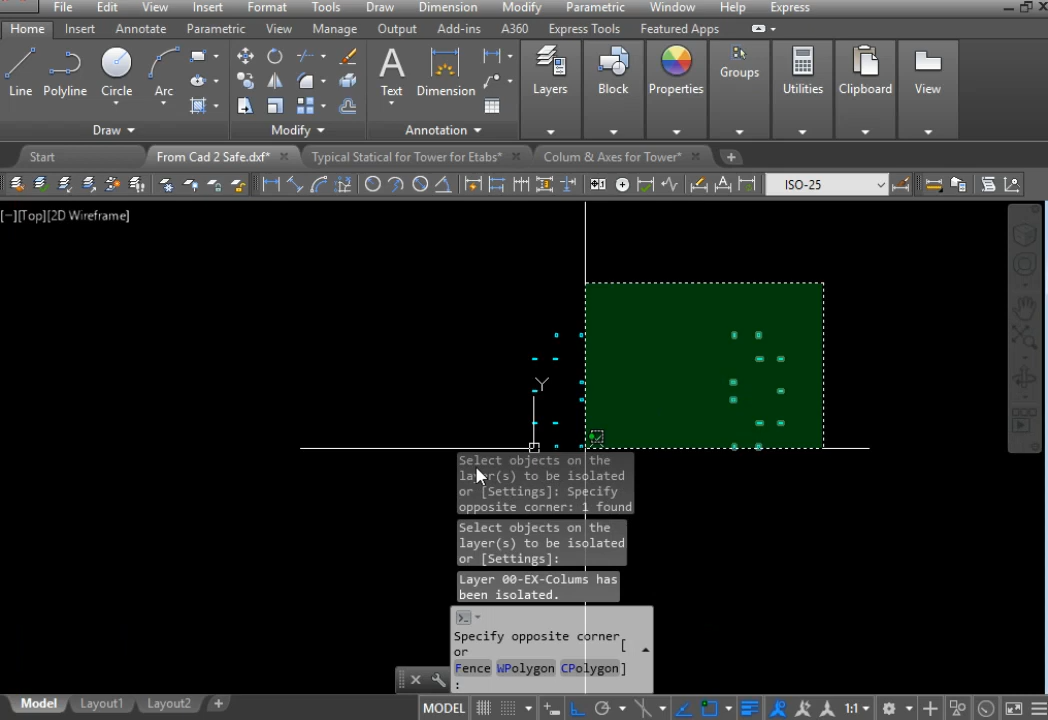 File Edit View Insert Format Tools Draw Dimension Modify Parametric Window Help Express
Home Insert Annotate Parametric View Manage Output Add-ins A360 Express Tools Featured Apps
Line Polyline Circle Arc Text Dimension Layers Block Properties Groups Utilities Clipboard View
Draw Modify Annotation
Start From Cad 2 Safe.dxf* Typical Statical for Tower for Etabs* Colum & Axes for Tower*
ISO-25
[−][Top][2D Wireframe]
Y
Select objects on the
layer(s) to be isolated
or [Settings]: Specify
opposite corner: 1 found
Select objects on the
layer(s) to be isolated
or [Settings]:
Layer 00-EX-Colums has
been isolated.
Specify opposite corner
or [
Fence WPolygon CPolygon]
:
Model Layout1 Layout2 +
MODEL 1:1